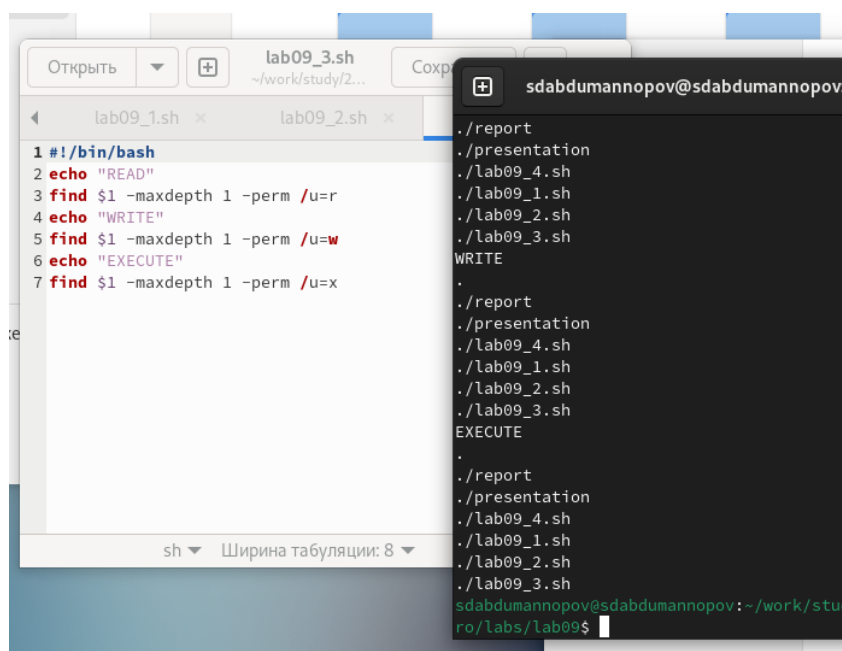 Открыть
lab09_3.sh
~/work/study/2...
Сохра
lab09_1.sh ×
lab09_2.sh ×
1 #!/bin/bash
2 echo "READ"
3 find $1 -maxdepth 1 -perm /u=r
4 echo "WRITE"
5 find $1 -maxdepth 1 -perm /u=w
6 echo "EXECUTE"
7 find $1 -maxdepth 1 -perm /u=x
sh
Ширина табуляции: 8
sdabdumannopov@sdabdumannopov:
./report
./presentation
./lab09_4.sh
./lab09_1.sh
./lab09_2.sh
./lab09_3.sh
WRITE
.
./report
./presentation
./lab09_4.sh
./lab09_1.sh
./lab09_2.sh
./lab09_3.sh
EXECUTE
.
./report
./presentation
./lab09_4.sh
./lab09_1.sh
./lab09_2.sh
./lab09_3.sh
sdabdumannopov@sdabdumannopov:~/work/stu
ro/labs/lab09$